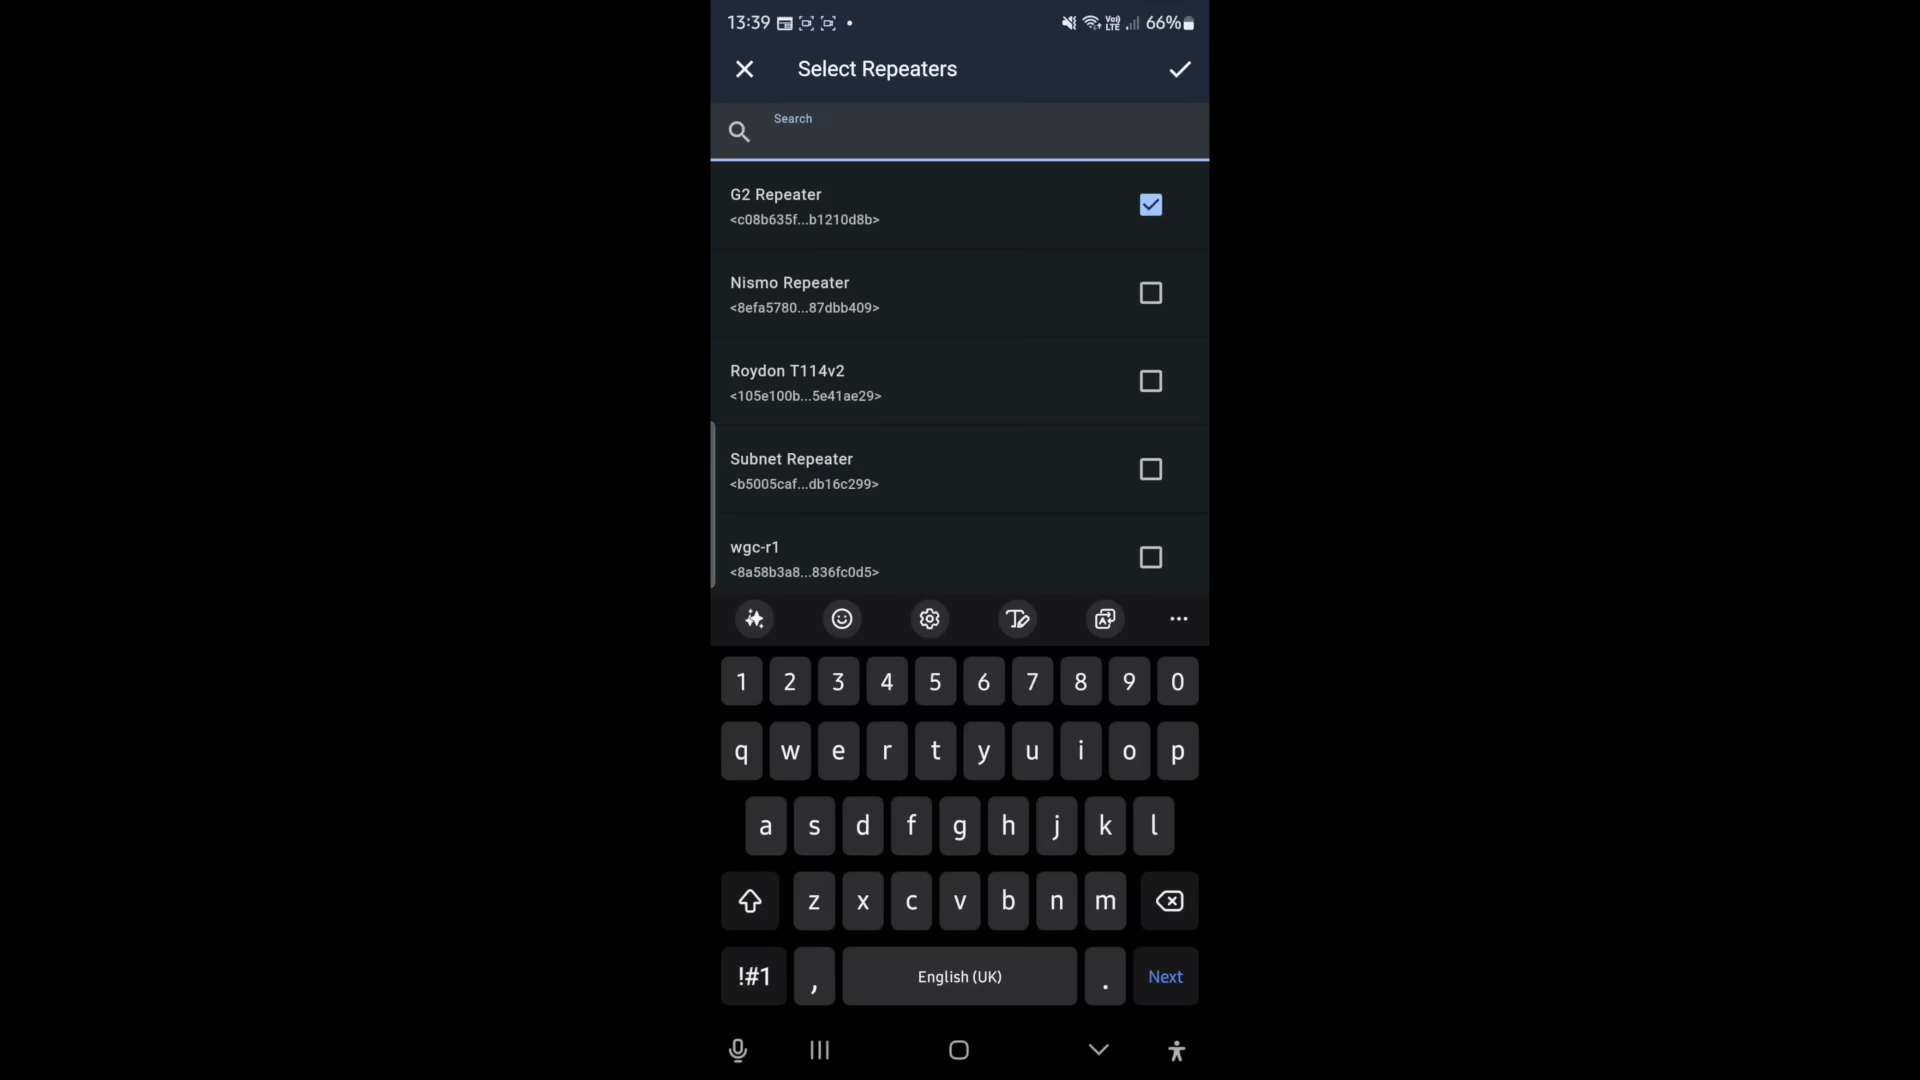 13:39
Vo)) LTE
66%
Select Repeaters
Search
G2 Repeater
<c08b635f...b1210d8b>
Nismo Repeater
<8efa5780...87dbb409>
Roydon T114v2
<105e100b...5e41ae29>
Subnet Repeater
<b5005caf...db16c299>
wgc-r1
<8a58b3a8...836fc0d5>
1 2 3 4 5 6 7 8 9 0
q w e r t y u i o p
a s d f g h j k l
z x c v b n m
!#1 , English (UK) . Next